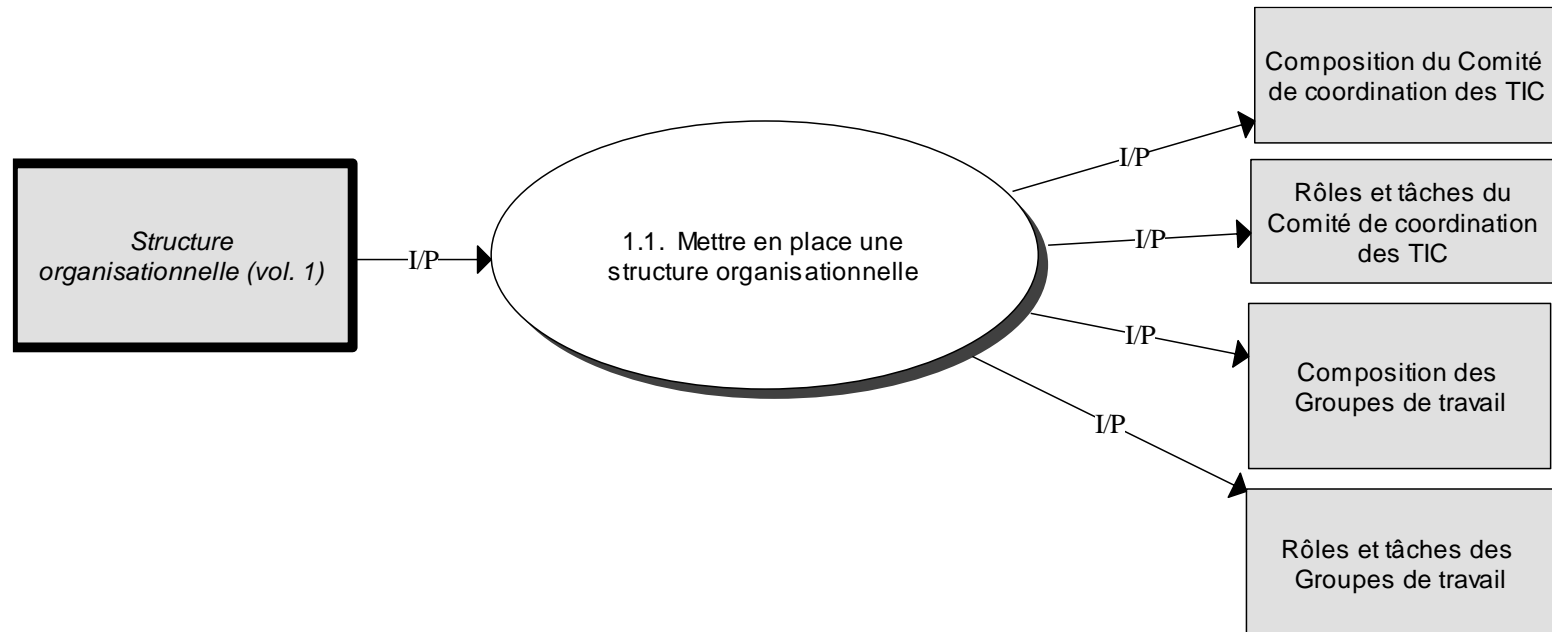 Structure
organisationnelle (vol. 1)
I/P
1.1. Mettre en place une
structure organisationnelle
I/P
Composition du Comité
de coordination des TIC
I/P
Rôles et tâches du
Comité de coordination
des TIC
I/P
Composition des
Groupes de travail
I/P
Rôles et tâches des
Groupes de travail